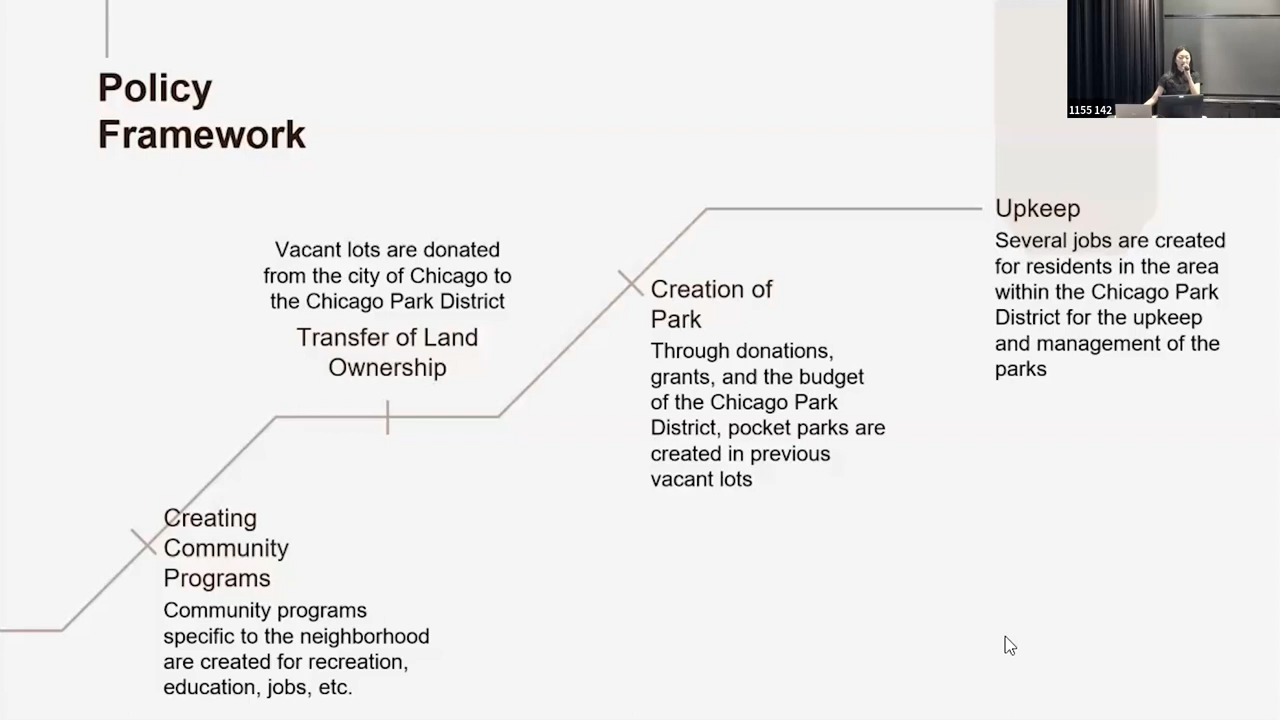 Policy
Framework
1155 142
Vacant lots are donated
from the city of Chicago to
the Chicago Park District
Transfer of Land
Ownership
Creating
Community
Programs
Community programs
specific to the neighborhood
are created for recreation,
education, jobs, etc.
Creation of
Park
Through donations,
grants, and the budget
of the Chicago Park
District, pocket parks are
created in previous
vacant lots
Upkeep
Several jobs are created
for residents in the area
within the Chicago Park
District for the upkeep
and management of the
parks